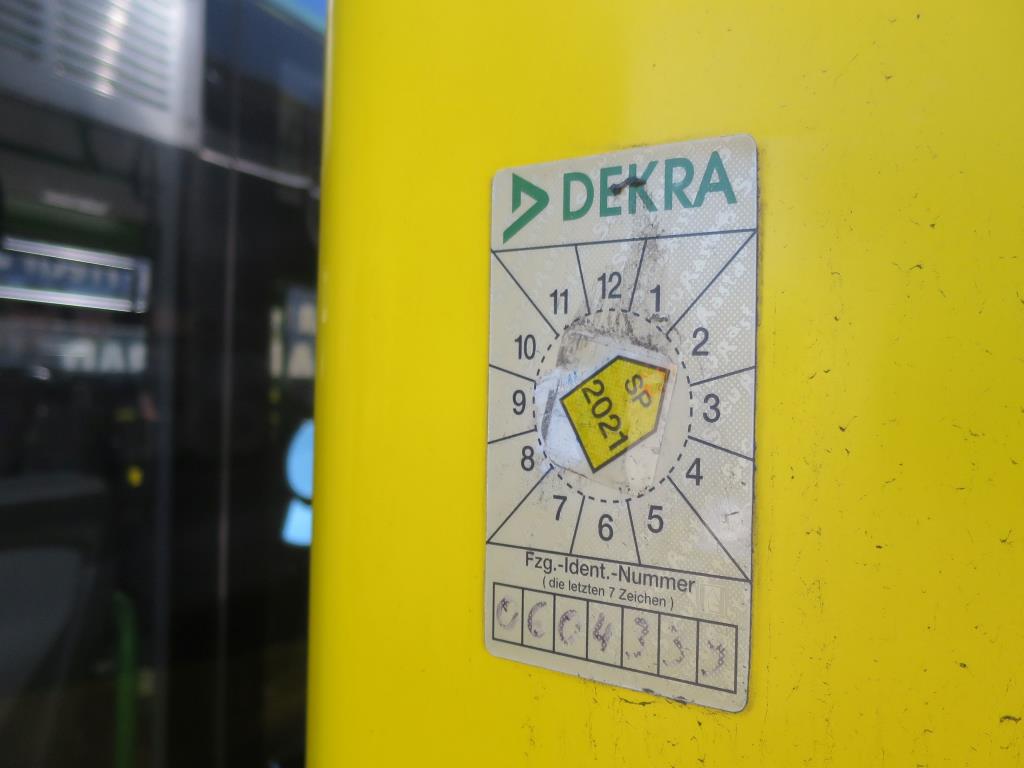 DEKRA
11 12 1
10 2
9 3
8 4
7 6 5
SP
2021
Fzg.-Ident.-Nummer
( die letzten 7 Zeichen )